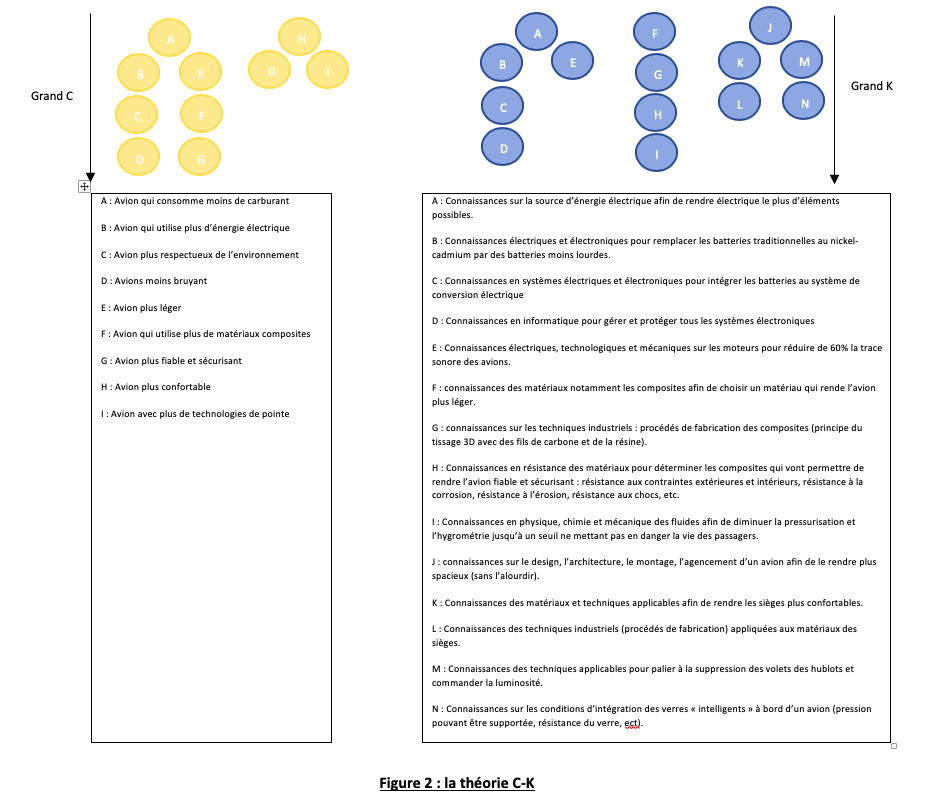 Grand C
A
B
E
C
F
D
G
H
D
I
A
B
E
C
D
F
G
H
I
J
K
M
L
N
Grand K
A : Avion qui consomme moins de carburant
B : Avion qui utilise plus d’énergie électrique
C : Avion plus respectueux de l’environnement
D : Avions moins bruyant
E : Avion plus léger
F : Avion qui utilise plus de matériaux composites
G : Avion plus fiable et sécurisant
H : Avion plus confortable
I : Avion avec plus de technologies de pointe
A : Connaissances sur la source d’énergie électrique afin de rendre électrique le plus d’éléments
possibles.
B : Connaissances électriques et électroniques pour remplacer les batteries traditionnelles au nickel-
cadmium par des batteries moins lourdes.
C : Connaissances en systèmes électriques et électroniques pour intégrer les batteries au système de
conversion électrique
D : Connaissances en informatique pour gérer et protéger tous les systèmes électroniques
E : Connaissances électriques, technologiques et mécaniques sur les moteurs pour réduire de 60% la trace
sonore des avions.
F : connaissances des matériaux notamment les composites afin de choisir un matériau qui rende l’avion
plus léger.
G : connaissances sur les techniques industriels : procédés de fabrication des composites (principe du
tissage 3D avec des fils de carbone et de la résine).
H : Connaissances en résistance des matériaux pour déterminer les composites qui vont permettre de
rendre l’avion fiable et sécurisant : résistance aux contraintes extérieures et intérieurs, résistance à la
corrosion, résistance à l’érosion, résistance aux chocs, etc.
I : Connaissances en physique, chimie et mécanique des fluides afin de diminuer la pressurisation et
l’hygrométrie jusqu’à un seuil ne mettant pas en danger la vie des passagers.
J : connaissances sur le design, l’architecture, le montage, l’agencement d’un avion afin de le rendre plus
spacieux (sans l’alourdir).
K : Connaissances des matériaux et techniques applicables afin de rendre les sièges plus confortables.
L : Connaissances des techniques industriels (procédés de fabrication) appliquées aux matériaux des
sièges.
M : Connaissances des techniques applicables pour palier à la suppression des volets des hublots et
commander la luminosité.
N : Connaissances sur les conditions d’intégration des verres « intelligents » à bord d’un avion (pression
pouvant être supportée, résistance du verre, ect).
Figure 2 : la théorie C-K